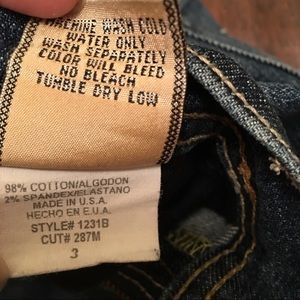 MACHINE WASH COLD
WATER ONLY
WASH SEPARATELY
COLOR WILL BLEED
NO BLEACH
TUMBLE DRY LOW
98% COTTON/ALGODON
2% SPANDEX/ELASTANO
MADE IN U.S.A.
HECHO EN E.U.A.
STYLE# 1231B
CUT# 287M
3